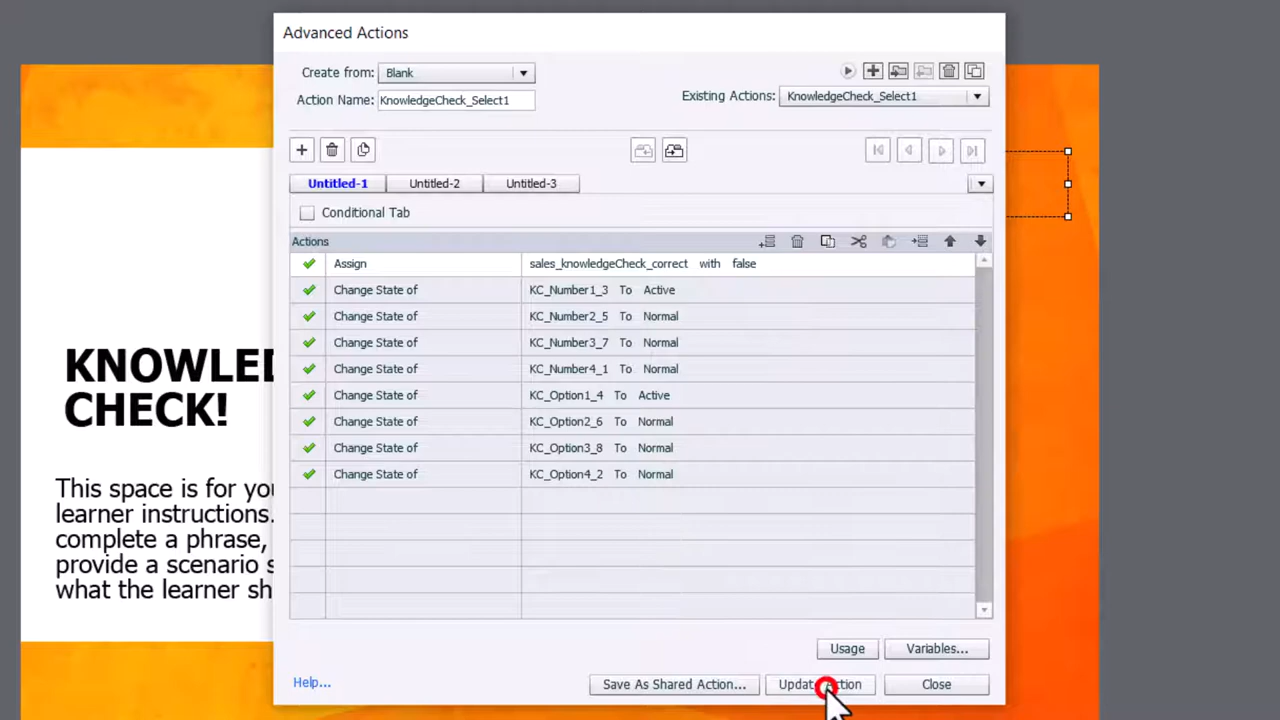 Advanced Actions
Create from: Blank
Action Name: KnowledgeCheck_Select1
Existing Actions: KnowledgeCheck_Select1
Untitled-1 Untitled-2 Untitled-3
Conditional Tab
Actions
Assign sales_knowledgeCheck_correct with false
Change State of KC_Number1_3 To Active
Change State of KC_Number2_5 To Normal
Change State of KC_Number3_7 To Normal
Change State of KC_Number4_1 To Normal
Change State of KC_Option1_4 To Active
Change State of KC_Option2_6 To Normal
Change State of KC_Option3_8 To Normal
Change State of KC_Option4_2 To Normal
Usage Variables...
Help... Save As Shared Action... Update Action Close
KNOWLED
CHECK!
This space is for you
learner instructions.
complete a phrase,
provide a scenario s
what the learner sh